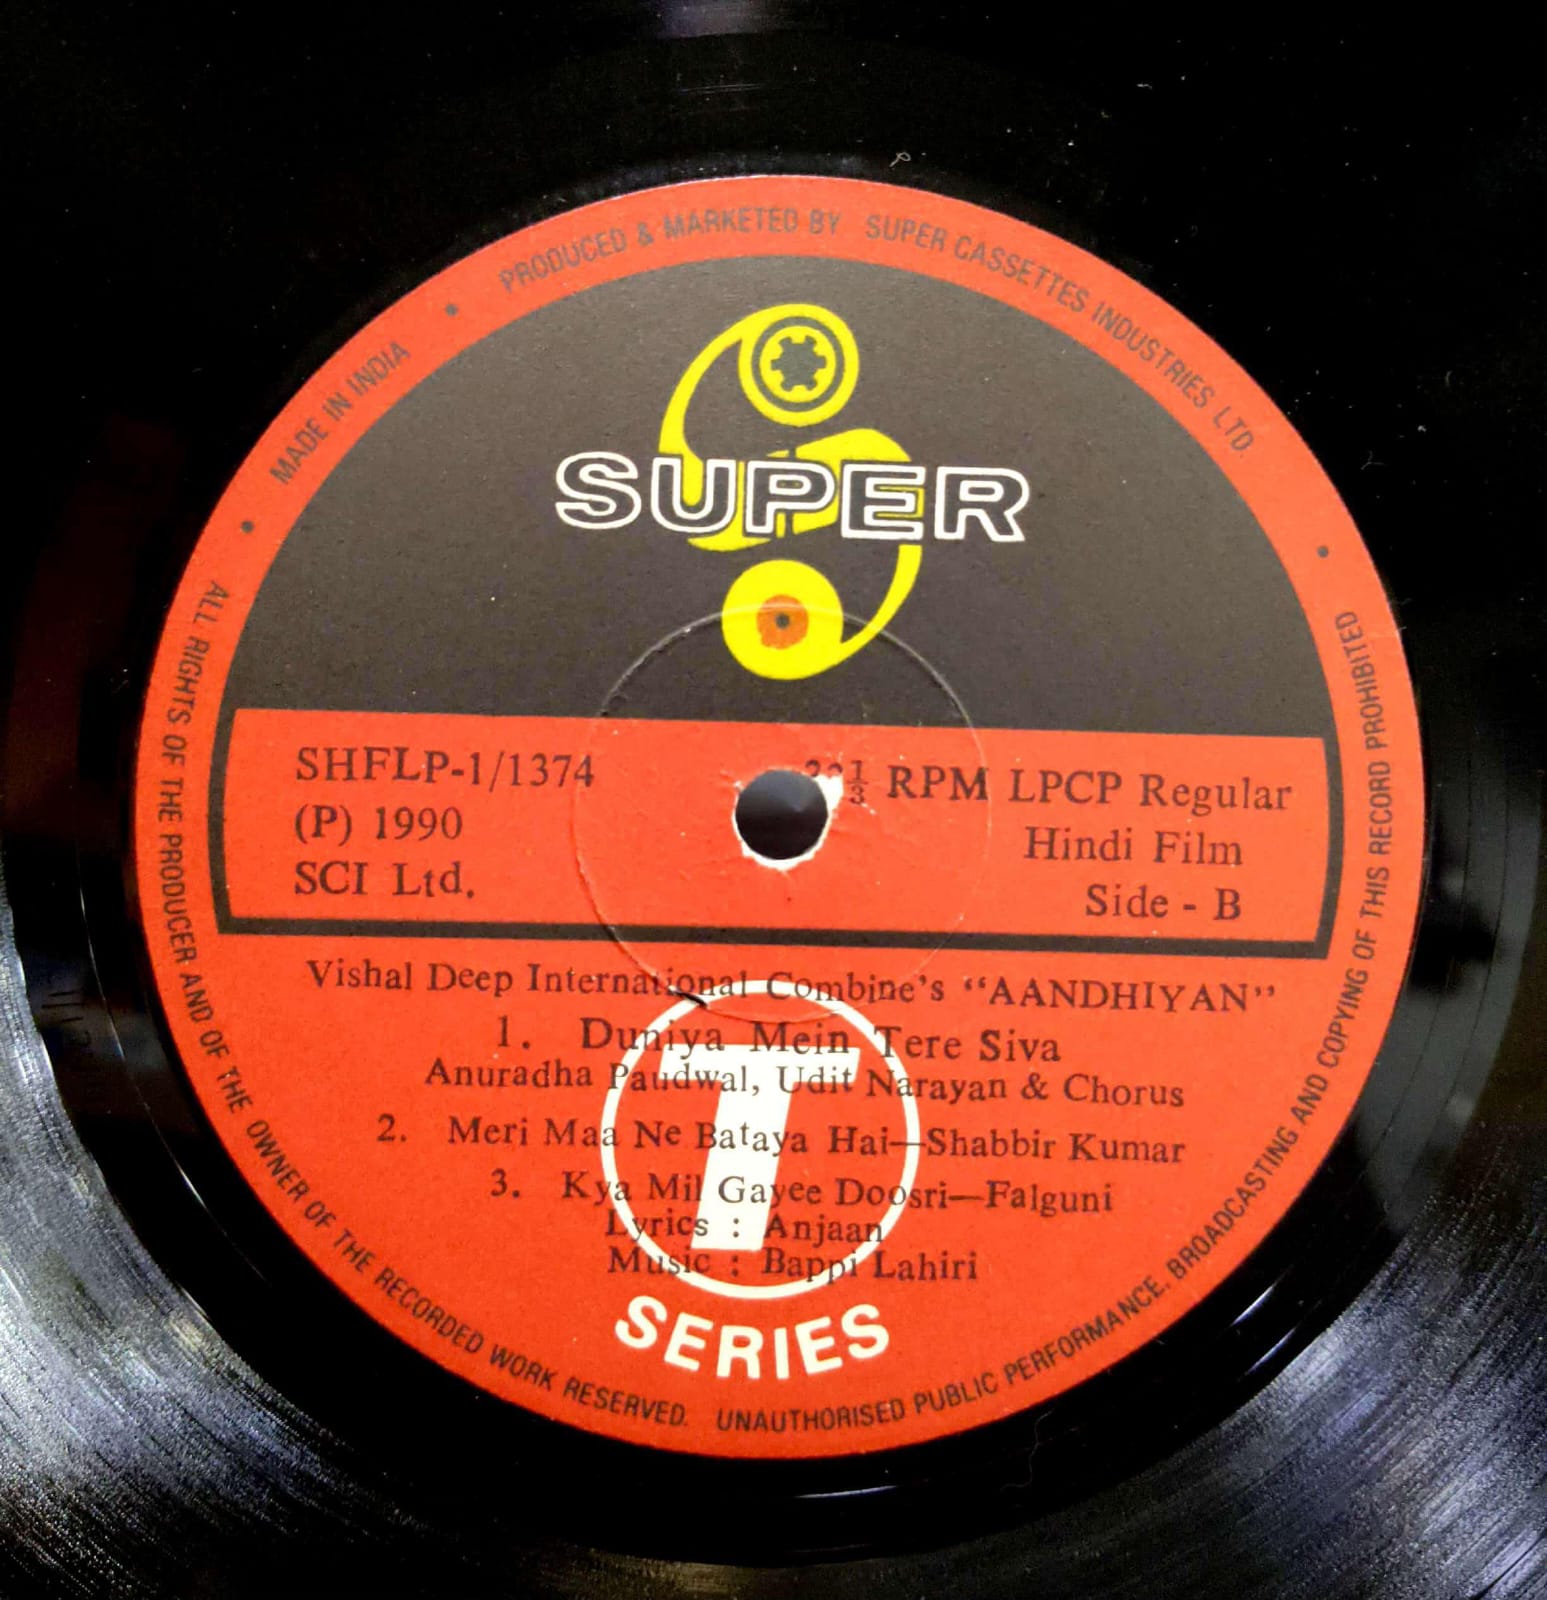 MADE IN INDIA • PRODUCED & MARKETED BY SUPER CASSETTES INDUSTRIES LTD. •
SUPER
SHFLP-1/1374
(P) 1990
SCI Ltd.
1/3 RPM LPCP Regular
Hindi Film
Side - B
Vishal Deep International Combine's "AANDHIYAN"
1. Duniya Mein Tere Siva
Anuradha Paudwal, Udit Narayan & Chorus
2. Meri Maa Ne Bataya Hai—Shabbir Kumar
3. Kya Mil Gayee Doosri—Falguni
Lyrics : Anjaan
Music : Bappi Lahiri
T
SERIES
• ALL RIGHTS OF THE PRODUCER AND OF THE OWNER OF THE RECORDED WORK RESERVED. UNAUTHORISED PUBLIC PERFORMANCE, BROADCASTING AND COPYING OF THIS RECORD PROHIBITED